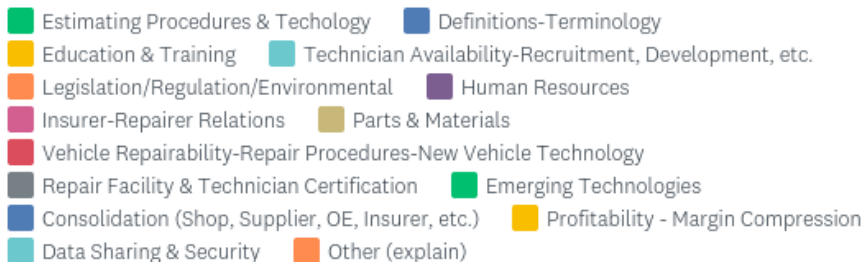 Estimating Procedures & Techology Definitions-Terminology
Education & Training Technician Availability-Recruitment, Development, etc.
Legislation/Regulation/Environmental Human Resources
Insurer-Repairer Relations Parts & Materials
Vehicle Repairability-Repair Procedures-New Vehicle Technology
Repair Facility & Technician Certification Emerging Technologies
Consolidation (Shop, Supplier, OE, Insurer, etc.) Profitability - Margin Compression
Data Sharing & Security Other (explain)